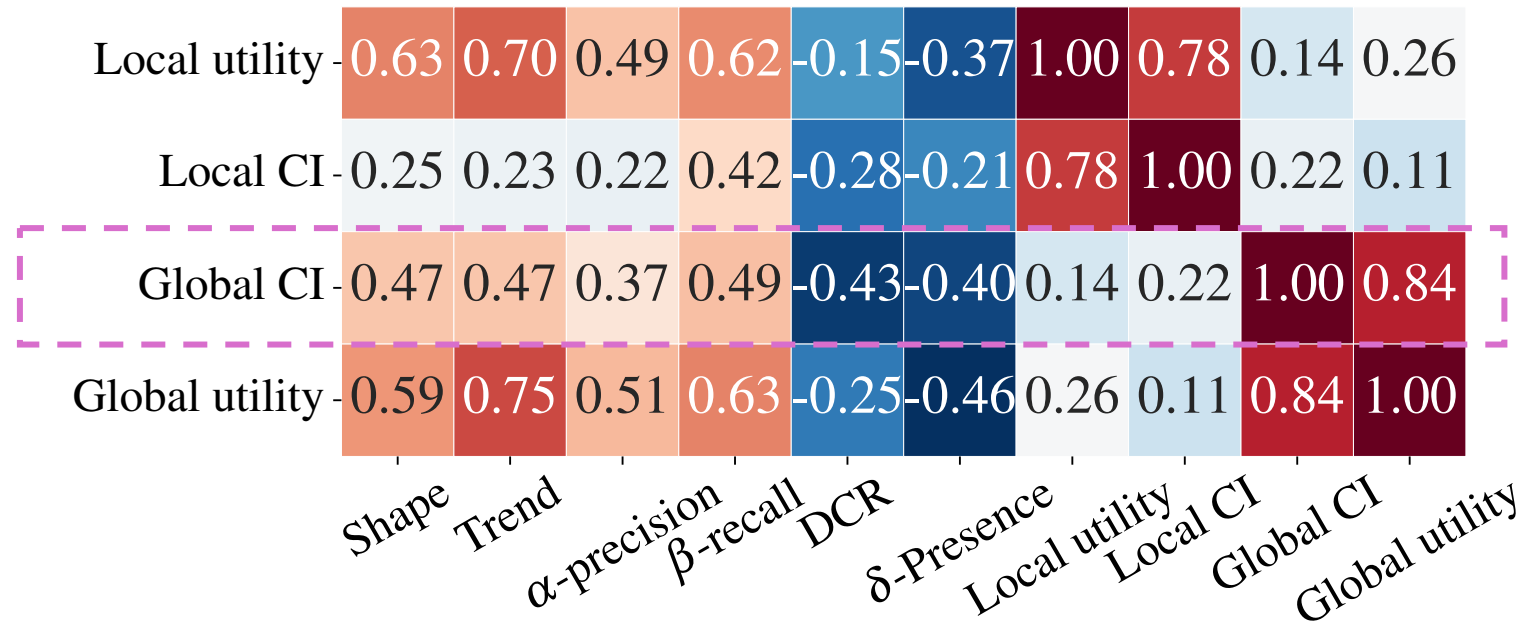 Local utility 0.63 0.70 0.49 0.62 -0.15 -0.37 1.00 0.78 0.14 0.26
Local CI 0.25 0.23 0.22 0.42 -0.28 -0.21 0.78 1.00 0.22 0.11
Global CI 0.47 0.47 0.37 0.49 -0.43 -0.40 0.14 0.22 1.00 0.84
Global utility 0.59 0.75 0.51 0.63 -0.25 -0.46 0.26 0.11 0.84 1.00
Shape Trend α-precision β-recall DCR δ-Presence Local utility Local CI Global CI Global utility